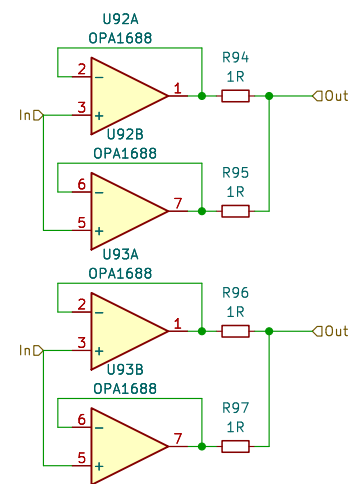 U92A
OPA1688
2
1
R94
1R
In
3
Out
U92B
OPA1688
R95
1R
6
7
5
U93A
OPA1688
2
1
R96
1R
In
3
Out
U93B
OPA1688
R97
1R
6
7
5